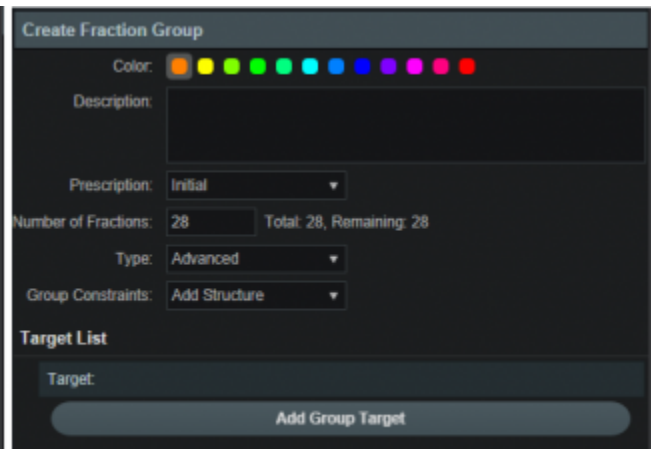 Create Fraction Group
Color:
Description:
Prescription: Initial
Number of Fractions: 28 Total: 28, Remaining: 28
Type: Advanced
Group Constraints: Add Structure
Target List
Target:
Add Group Target